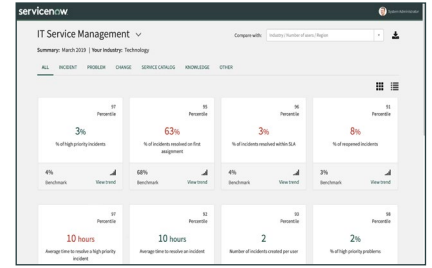 servicenow
System Administrator
IT Service Management
Compare with:
Industry / Number of users / Region
Summary: March 2019 | Your Industry: Technology
ALL INCIDENT PROBLEM CHANGE SERVICE CATALOG KNOWLEDGE OTHER
97 Percentile
3%
% of high priority incidents
4% Benchmark View trend
95 Percentile
63%
% of incidents resolved on first assignment
68% Benchmark View trend
96 Percentile
3%
% of incidents resolved within SLA
4% Benchmark View trend
91 Percentile
8%
% of reopened incidents
3% Benchmark View trend
97 Percentile
10 hours
Average time to resolve a high priority incident
92 Percentile
10 hours
Average time to resolve an incident
Percentile
2
Number of incidents created per user
98 Percentile
2%
% of high priority problems